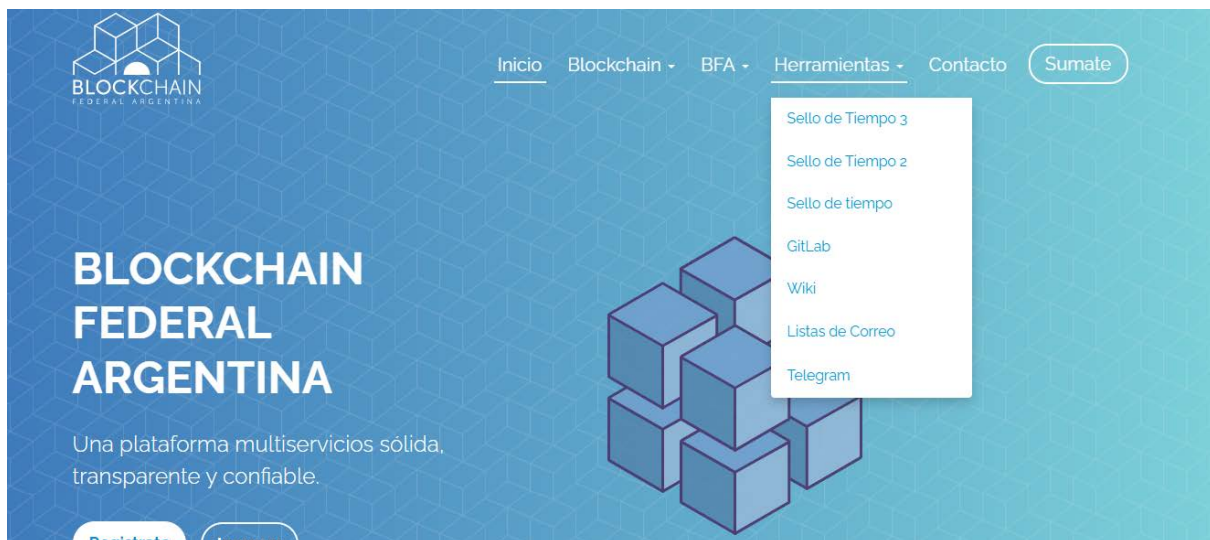 BLOCKCHAIN
FEDERAL ARGENTINA
Inicio Blockchain BFA Herramientas Contacto Sumate
Sello de Tiempo 3
Sello de Tiempo 2
Sello de tiempo
GitLab
Wiki
Listas de Correo
Telegram
BLOCKCHAIN
FEDERAL
ARGENTINA
Una plataforma multiservicios sólida,
transparente y confiable.